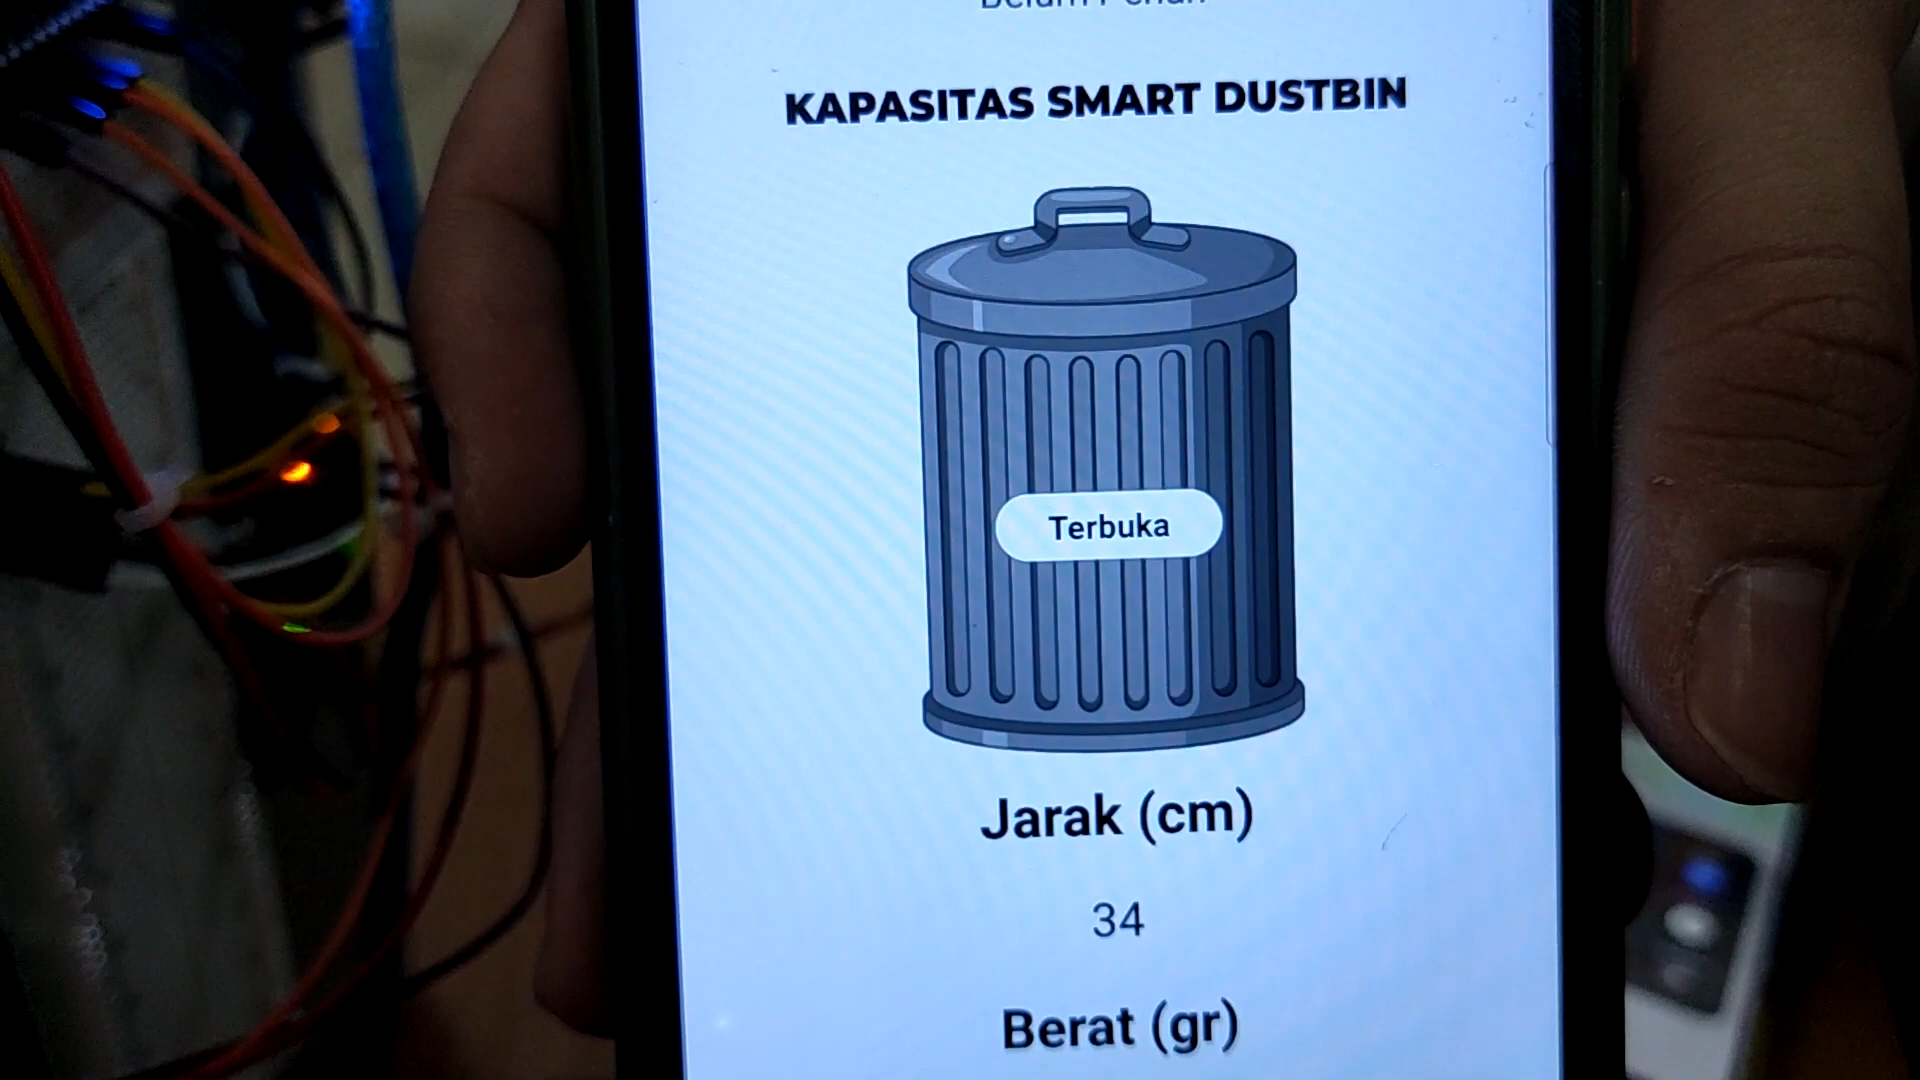 KAPASITAS SMART DUSTBIN
Terbuka
Jarak (cm)
34
Berat (gr)